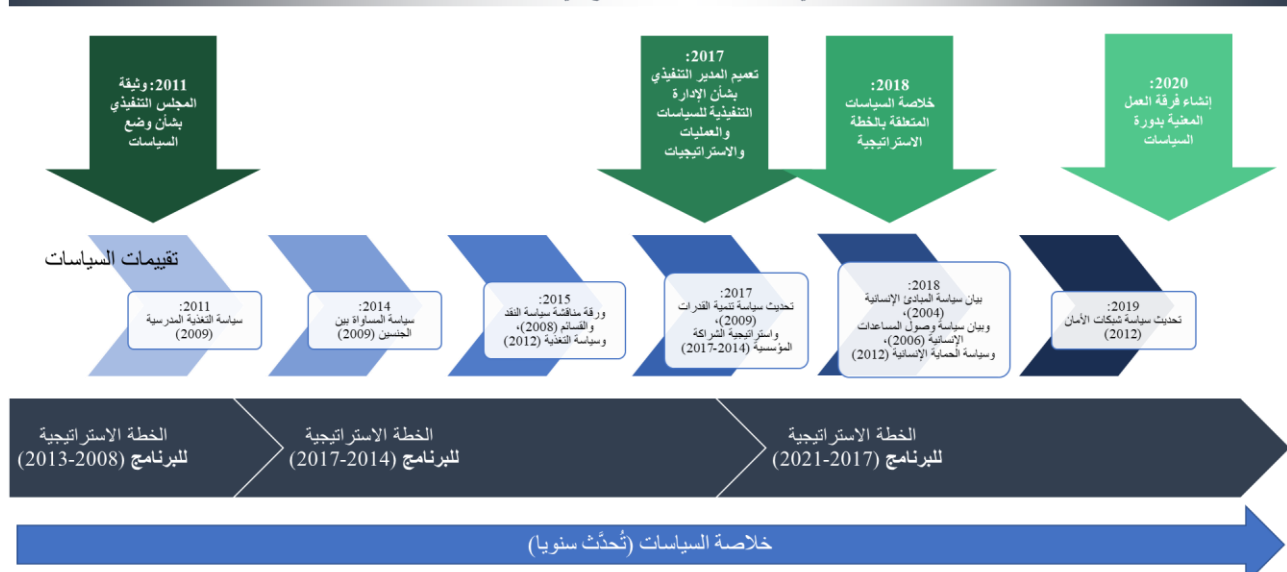 2011: وثيقة
المجلس التنفيذي
بشأن وضع
السياسات
2017:
تعميم المدير التنفيذي
بشأن الإدارة
التنفيذية للسياسات
والعمليات
والاستراتيجيات
2018:
خلاصة السياسات
المتعلقة بالخطة
الاستراتيجية
2020:
إنشاء فرقة العمل
المعنية بدورة
السياسات
تقييمات السياسات
2011:
سياسة التغذية المدرسية
(2009)
2014:
سياسة المساواة بين
الجنسين (2009)
2015:
ورقة مناقشة سياسة النقد
والقسائم (2008)،
وسياسة التغذية (2012)
2017:
تحديث سياسة تنمية القدرات
(2009)،
واستراتيجية الشراكة
المؤسسية (2014-2017)
2018:
بيان سياسة المبادئ الإنسانية
(2004)،
وبيان سياسة وصول المساعدات
الإنسانية (2006)،
وسياسة الحماية الإنسانية (2012)
2019:
تحديث سياسة شبكات الأمان
(2012)
الخطة الاستراتيجية
للبرنامج (2008-2013)
الخطة الاستراتيجية
للبرنامج (2014-2017)
الخطة الاستراتيجية
للبرنامج (2017-2021)
خلاصة السياسات (تُحدَّث سنويا)